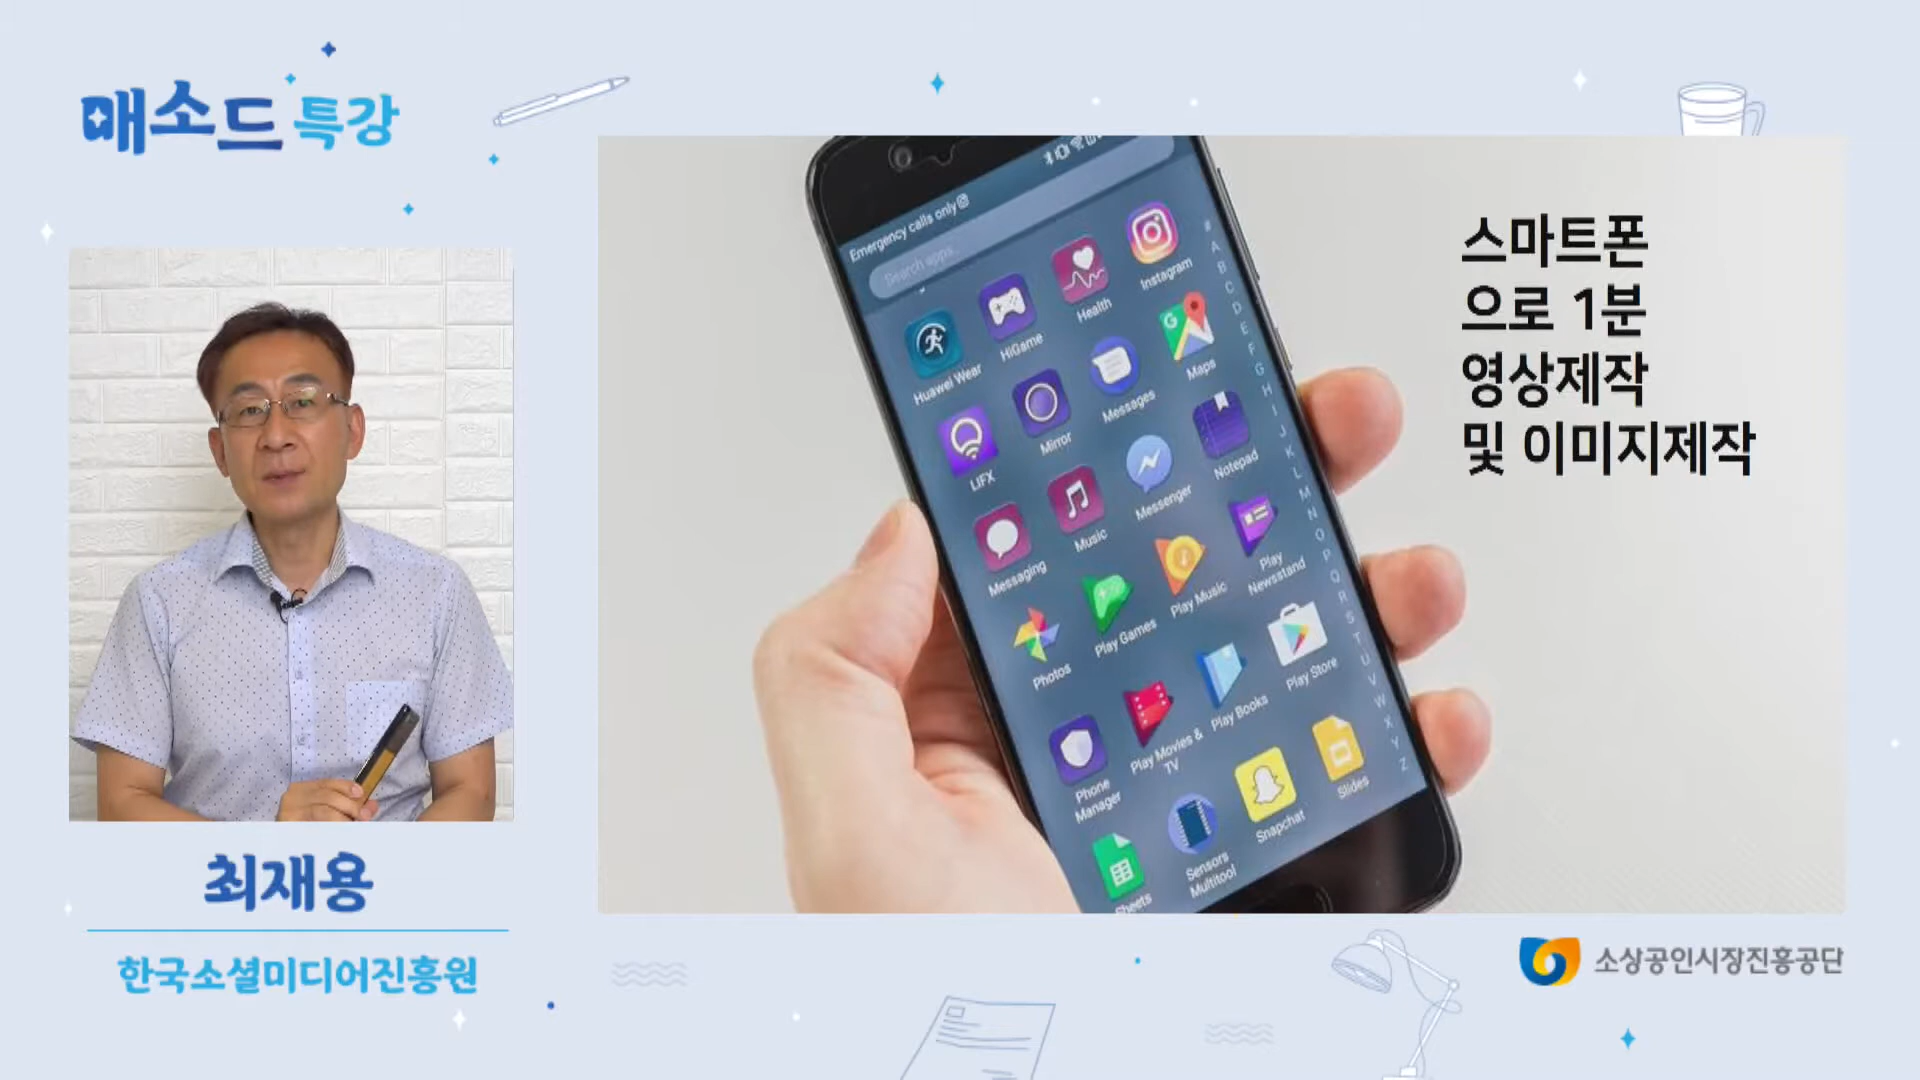 매소드 특강
스마트폰
으로 1분
영상제작
및 이미지제작
Emergency calls only
Search apps...
Huawei Wear
HiGame
Health
Instagram
LIFX
Mirror
Messages
Maps
Messaging
Music
Messenger
Notepad
Photos
Play Games
Play Music
Play
Newsstand
Phone
Manager
Play Movies &
TV
Play Books
Play Store
Sheets
Sensors
Multitool
Snapchat
Slides
#
A
B
C
D
E
F
G
H
I
J
K
L
M
N
O
P
Q
R
S
T
U
V
W
X
Y
Z
최재용
한국소셜미디어진흥원
소상공인시장진흥공단